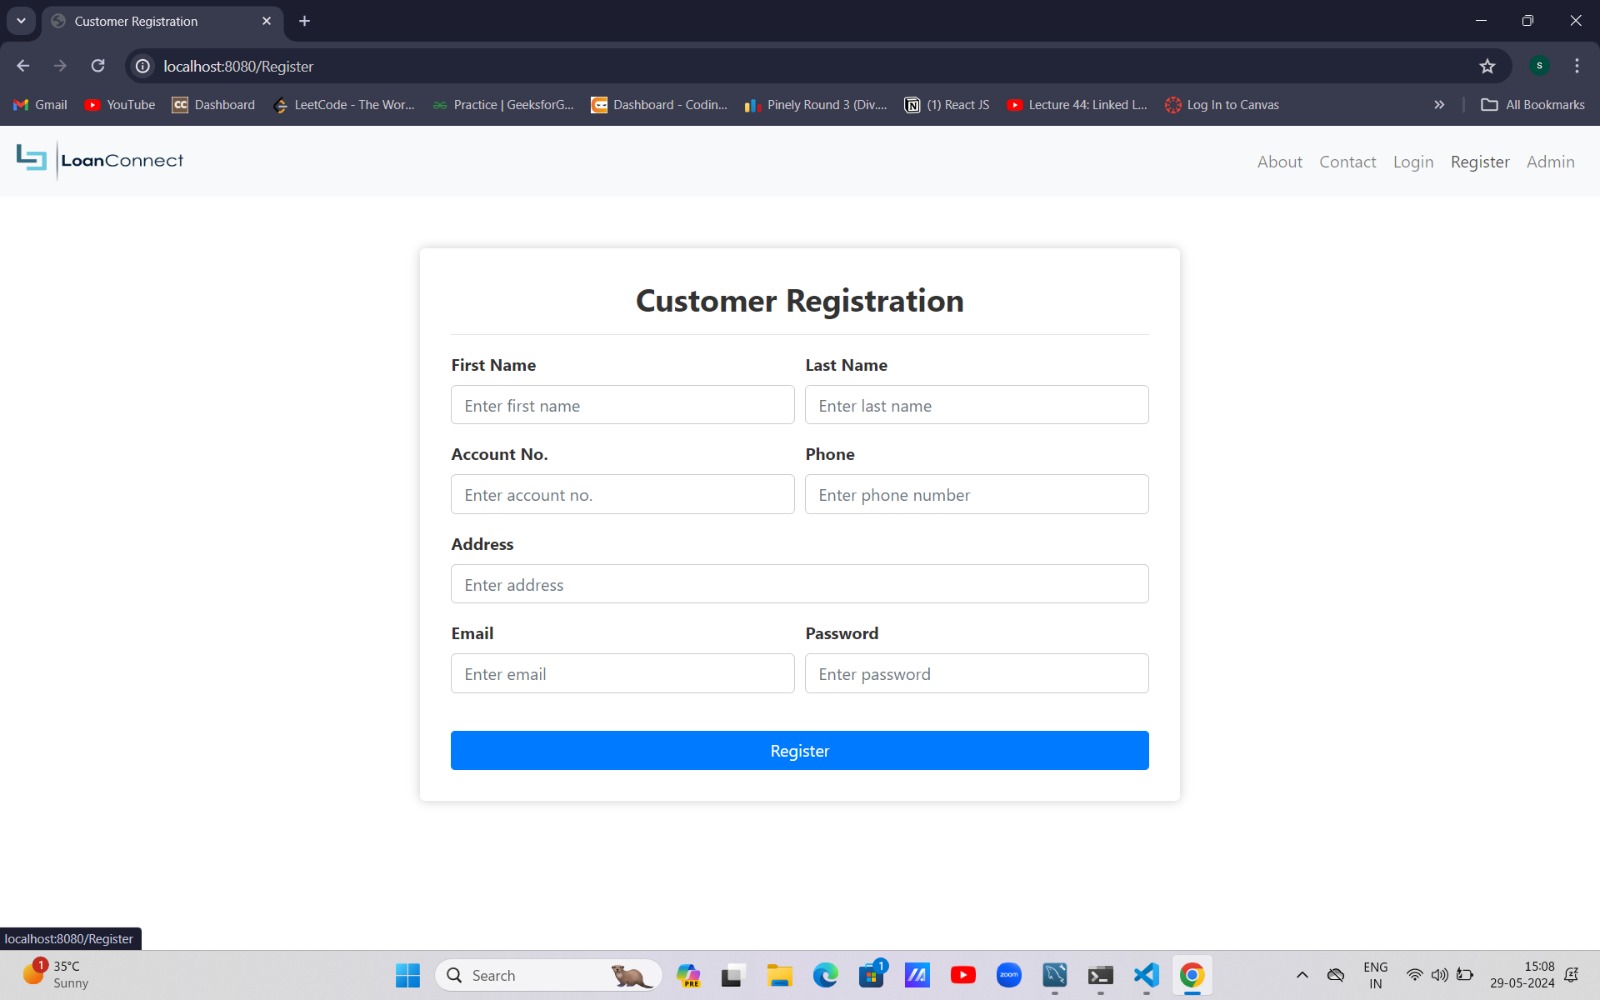 Customer Registration
localhost:8080/Register
Gmail YouTube Dashboard LeetCode - The Wor... Practice | GeeksforG... Dashboard - Codin... Pinely Round 3 (Div.... (1) React JS Lecture 44: Linked L... Log In to Canvas All Bookmarks
LoanConnect About Contact Login Register Admin
Customer Registration
First Name Last Name
Enter first name Enter last name
Account No. Phone
Enter account no. Enter phone number
Address
Enter address
Email Password
Enter email Enter password
Register
localhost:8080/Register
1 35°C Sunny
Search
PRE
1
zoom
ENG
IN
15:08
29-05-2024